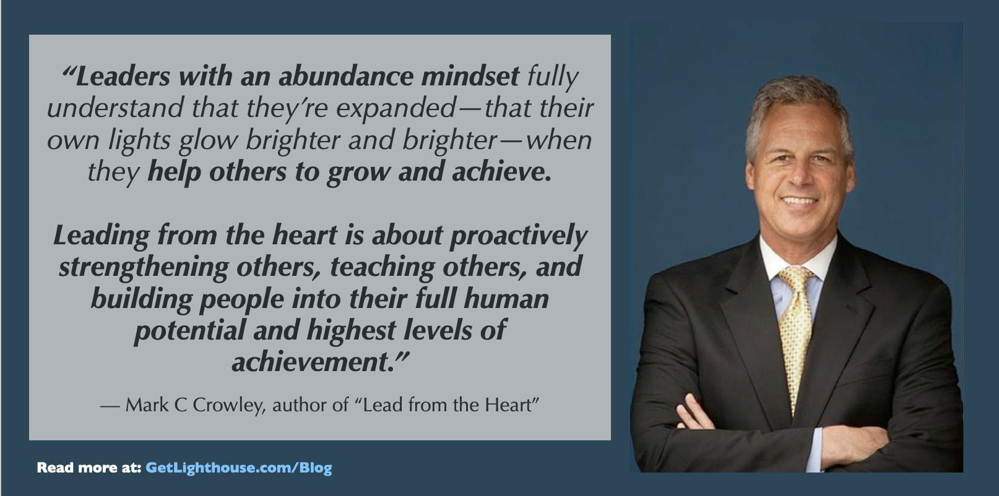 “Leaders with an abundance mindset fully
understand that they’re expanded—that their
own lights glow brighter and brighter—when
they help others to grow and achieve.
Leading from the heart is about proactively
strengthening others, teaching others, and
building people into their full human
potential and highest levels of
achievement.”
— Mark C Crowley, author of “Lead from the Heart”
Read more at: GetLighthouse.com/Blog